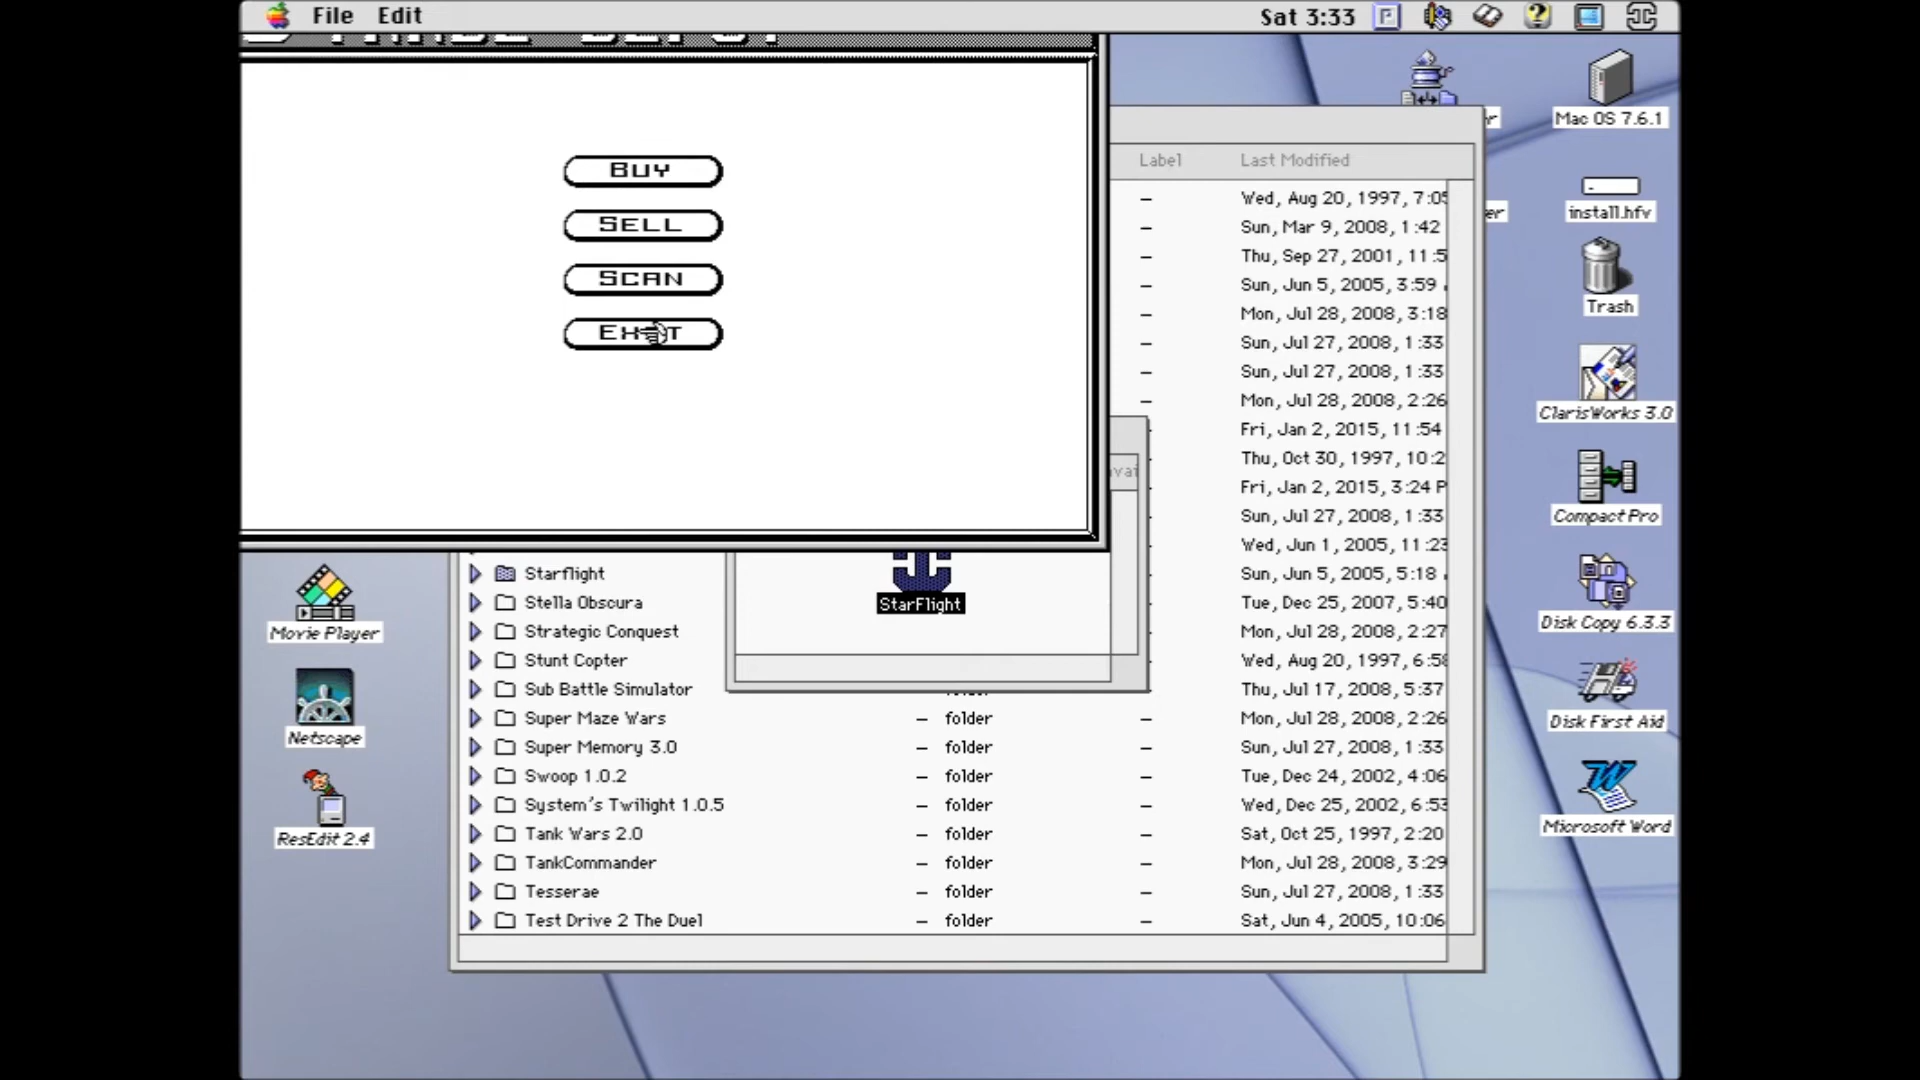 File Edit
Sat 3:33
BUY
SELL
SCAN
Mac OS 7.6.1
install.hfv
Trash
ClarisWorks 3.0
Compact Pro
Disk Copy 6.3.3
Disk First Aid
Microsoft Word
Movie Player
Netscape
ResEdit 2.4
StarFlight
Label Last Modified
– Wed, Aug 20, 1997, 7:05
– Sun, Mar 9, 2008, 1:42
– Thu, Sep 27, 2001, 11:5
– Sun, Jun 5, 2005, 3:59
– Mon, Jul 28, 2008, 3:18
– Sun, Jul 27, 2008, 1:33
– Sun, Jul 27, 2008, 1:33
– Mon, Jul 28, 2008, 2:26
Fri, Jan 2, 2015, 11:54
Thu, Oct 30, 1997, 10:2
Fri, Jan 2, 2015, 3:24 P
Sun, Jul 27, 2008, 1:33
Wed, Jun 1, 2005, 11:23
Starflight Sun, Jun 5, 2005, 5:18
Stella Obscura Tue, Dec 25, 2007, 5:40
Strategic Conquest Mon, Jul 28, 2008, 2:27
Stunt Copter Wed, Aug 20, 1997, 6:58
Sub Battle Simulator Thu, Jul 17, 2008, 5:37
Super Maze Wars – folder – Mon, Jul 28, 2008, 2:26
Super Memory 3.0 – folder – Sun, Jul 27, 2008, 1:33
Swoop 1.0.2 – folder – Tue, Dec 24, 2002, 4:06
System's Twilight 1.0.5 – folder – Wed, Dec 25, 2002, 6:53
Tank Wars 2.0 – folder – Sat, Oct 25, 1997, 2:20
TankCommander – folder – Mon, Jul 28, 2008, 3:29
Tesserae – folder – Sun, Jul 27, 2008, 1:33
Test Drive 2 The Duel – folder – Sat, Jun 4, 2005, 10:06